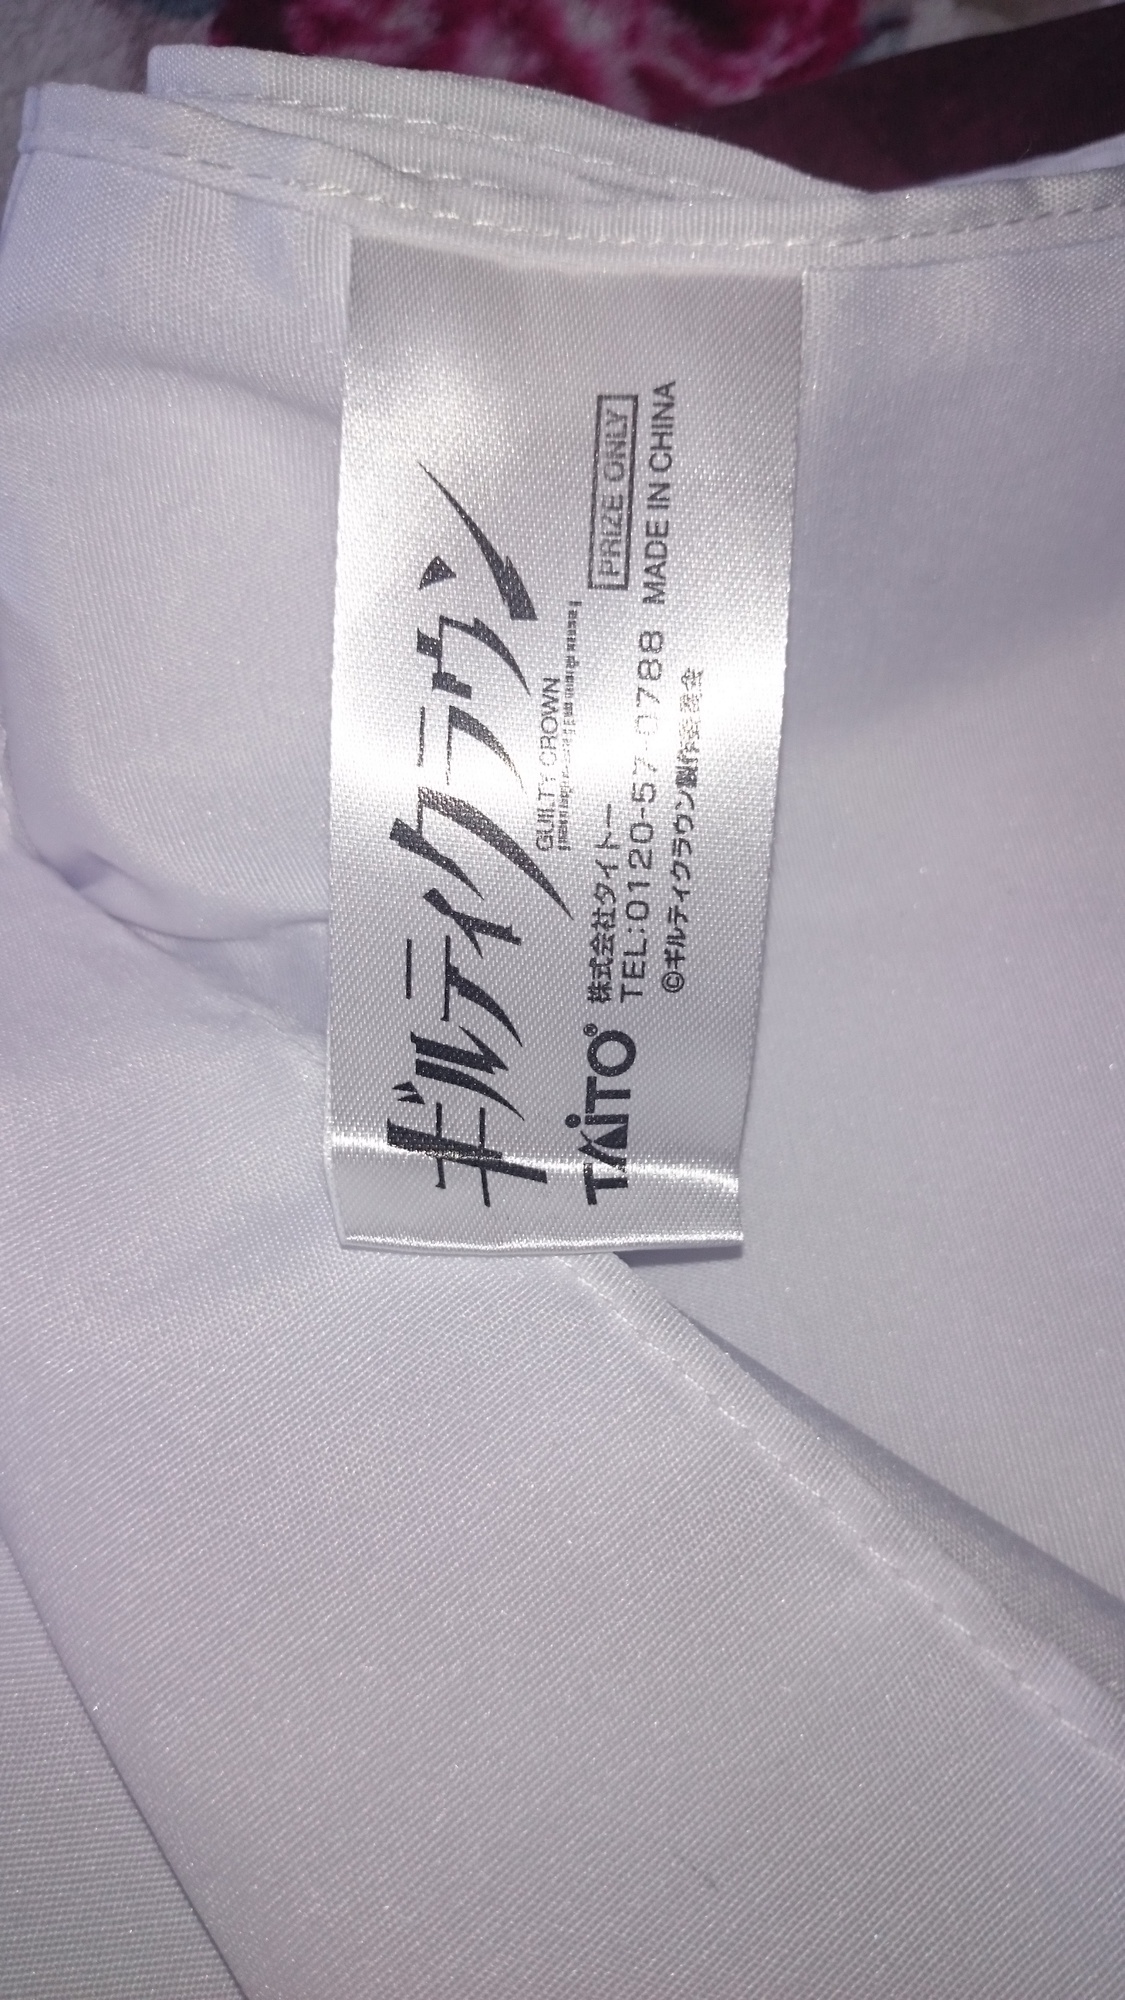 ギルティクラウン
GUILTY CROWN
TAITO® 株式会社タイトー PRIZE ONLY
TEL:0120-57-0788 MADE IN CHINA
©ギルティクラウン製作委員会